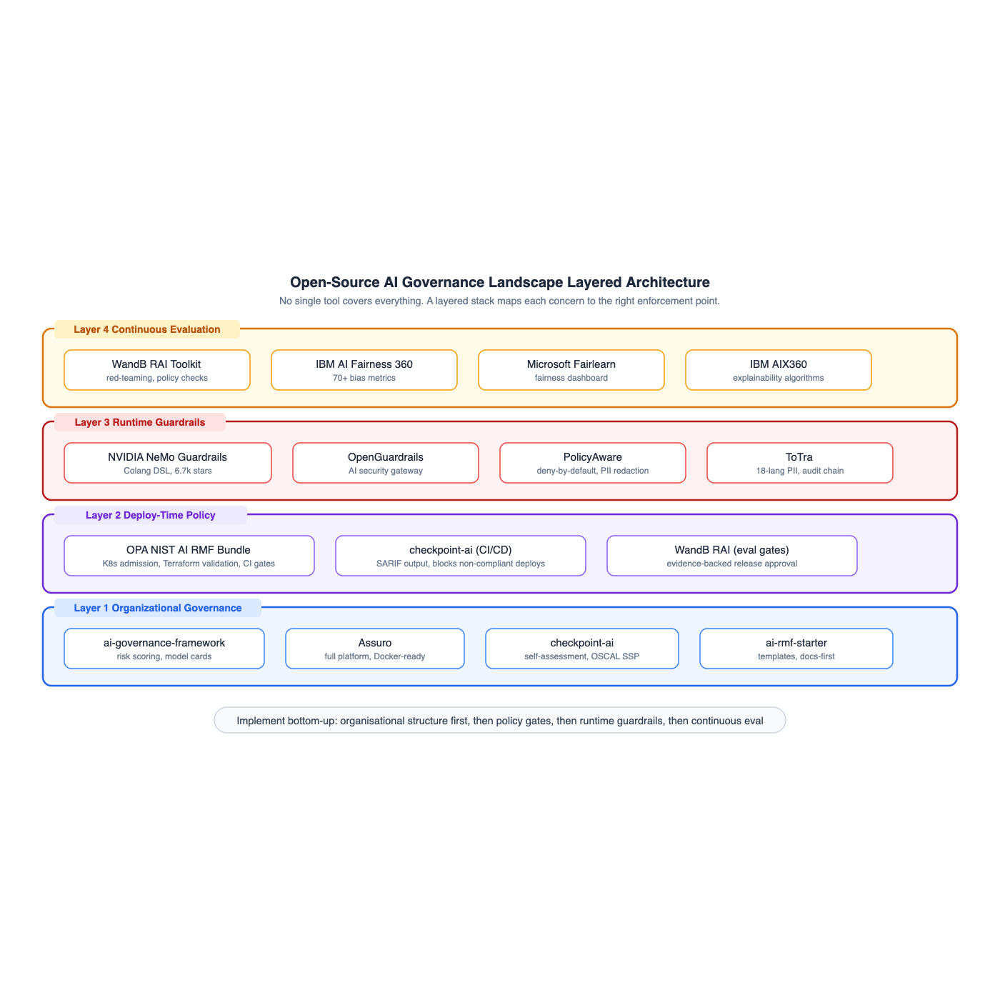 Open-Source AI Governance Landscape Layered Architecture
No single tool covers everything. A layered stack maps each concern to the right enforcement point.
Layer 4 Continuous Evaluation
WandB RAI Toolkit
red-teaming, policy checks
IBM AI Fairness 360
70+ bias metrics
Microsoft Fairlearn
fairness dashboard
IBM AIX360
explainability algorithms
Layer 3 Runtime Guardrails
NVIDIA NeMo Guardrails
Colang DSL, 6.7k stars
OpenGuardrails
AI security gateway
PolicyAware
deny-by-default, PII redaction
ToTra
18-lang PII, audit chain
Layer 2 Deploy-Time Policy
OPA NIST AI RMF Bundle
K8s admission, Terraform validation, CI gates
checkpoint-ai (CI/CD)
SARIF output, blocks non-compliant deploys
WandB RAI (eval gates)
evidence-backed release approval
Layer 1 Organizational Governance
ai-governance-framework
risk scoring, model cards
Assuro
full platform, Docker-ready
checkpoint-ai
self-assessment, OSCAL SSP
ai-rmf-starter
templates, docs-first
Implement bottom-up: organisational structure first, then policy gates, then runtime guardrails, then continuous eval